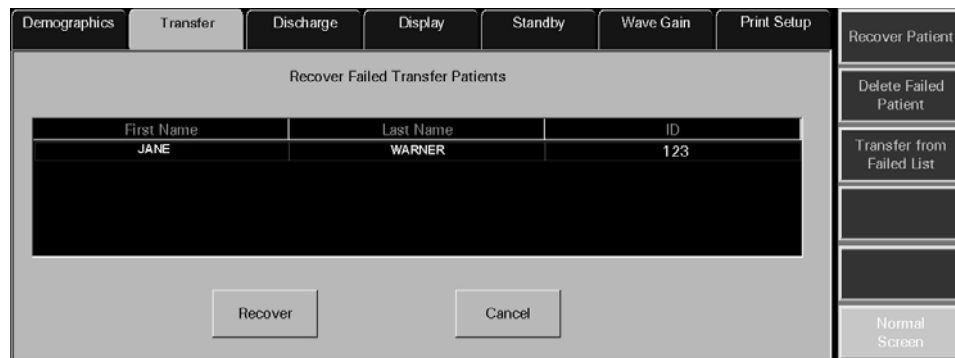 Demographics Transfer Discharge Display Standby Wave Gain Print Setup
Recover Failed Transfer Patients
First Name Last Name ID
JANE WARNER 123
Recover Cancel
Recover Patient
Delete Failed
Patient
Transfer from
Failed List
Normal
Screen